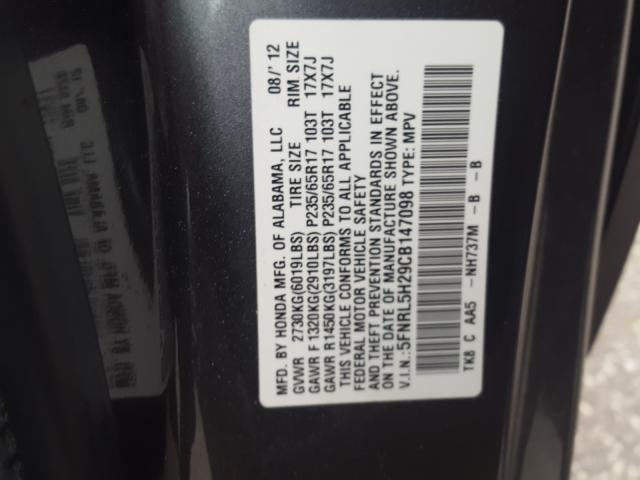 MFD. BY HONDA MFG. OF ALABAMA, LLC 08/'12
GVWR 2730KG(6019LBS) TIRE SIZE RIM SIZE
GAWR F 1320KG(2910LBS) P235/65R17 103T 17X7J
GAWR R 1450KG(3197LBS) P235/65R17 103T 17X7J
THIS VEHICLE CONFORMS TO ALL APPLICABLE
FEDERAL MOTOR VEHICLE SAFETY
AND THEFT PREVENTION STANDARDS IN EFFECT
ON THE DATE OF MANUFACTURE SHOWN ABOVE.
V.I.N.:5FNRL5H29CB147098 TYPE: MPV
TK8 C AA5 -NH737M -B -B